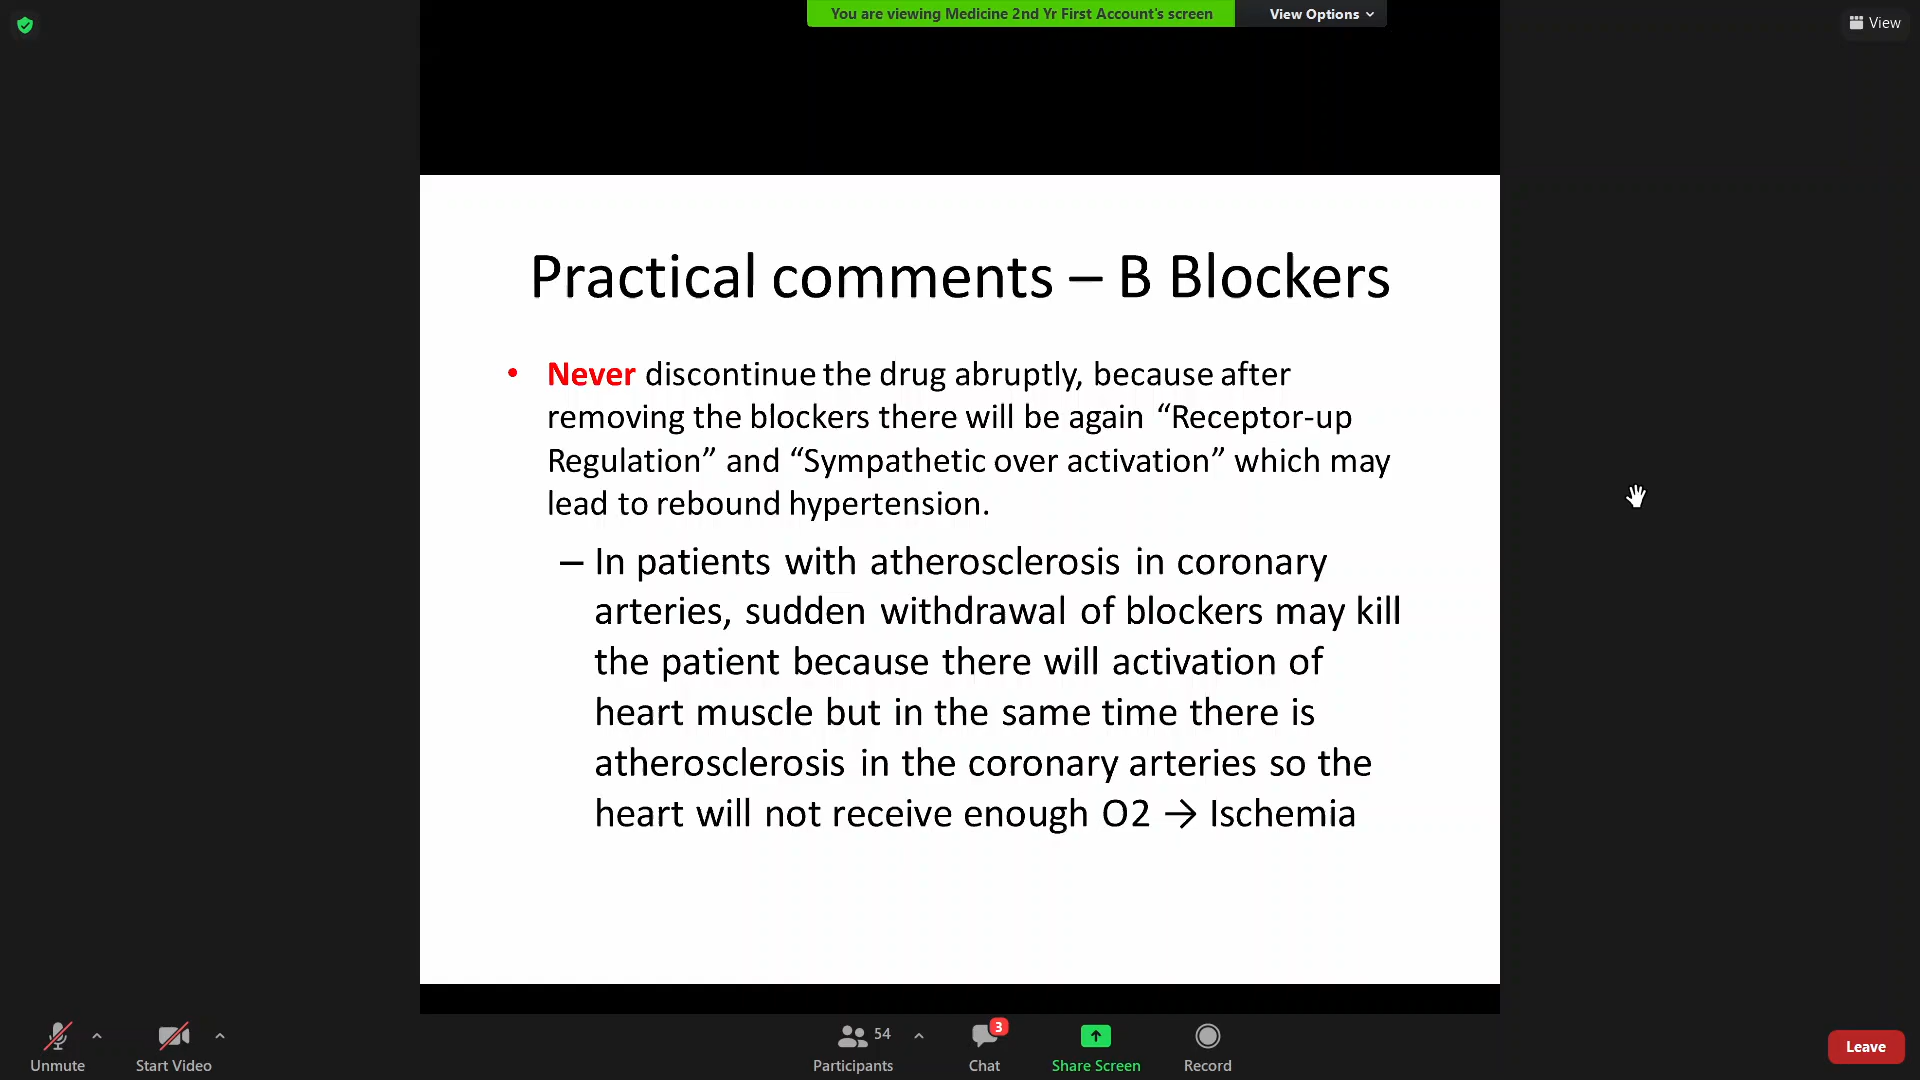 You are viewing Medicine 2nd Yr First Account's screen
View Options
View
Practical comments – B Blockers
• Never discontinue the drug abruptly, because after
removing the blockers there will be again “Receptor-up
Regulation” and “Sympathetic over activation” which may
lead to rebound hypertension.
– In patients with atherosclerosis in coronary
arteries, sudden withdrawal of blockers may kill
the patient because there will activation of
heart muscle but in the same time there is
atherosclerosis in the coronary arteries so the
heart will not receive enough O2 → Ischemia
Unmute
Start Video
54
Participants
3
Chat
Share Screen
Record
Leave